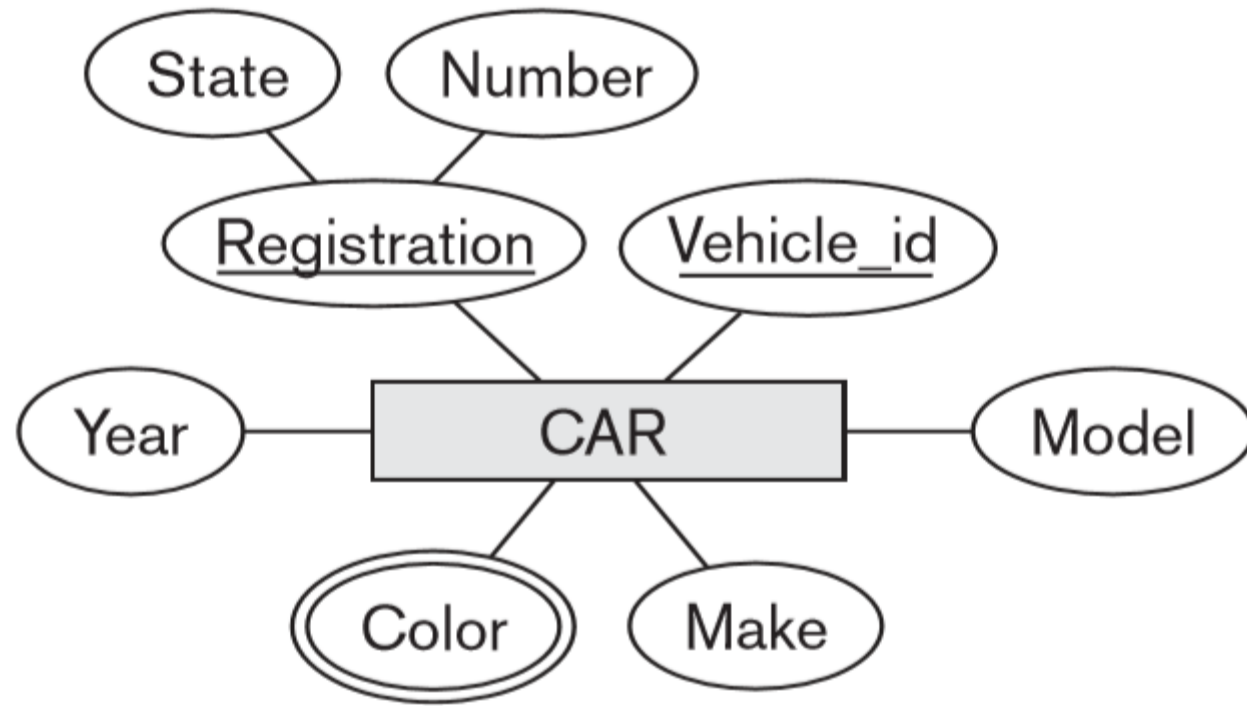 State
Number
Registration
Vehicle_id
Year
CAR
Model
Color
Make